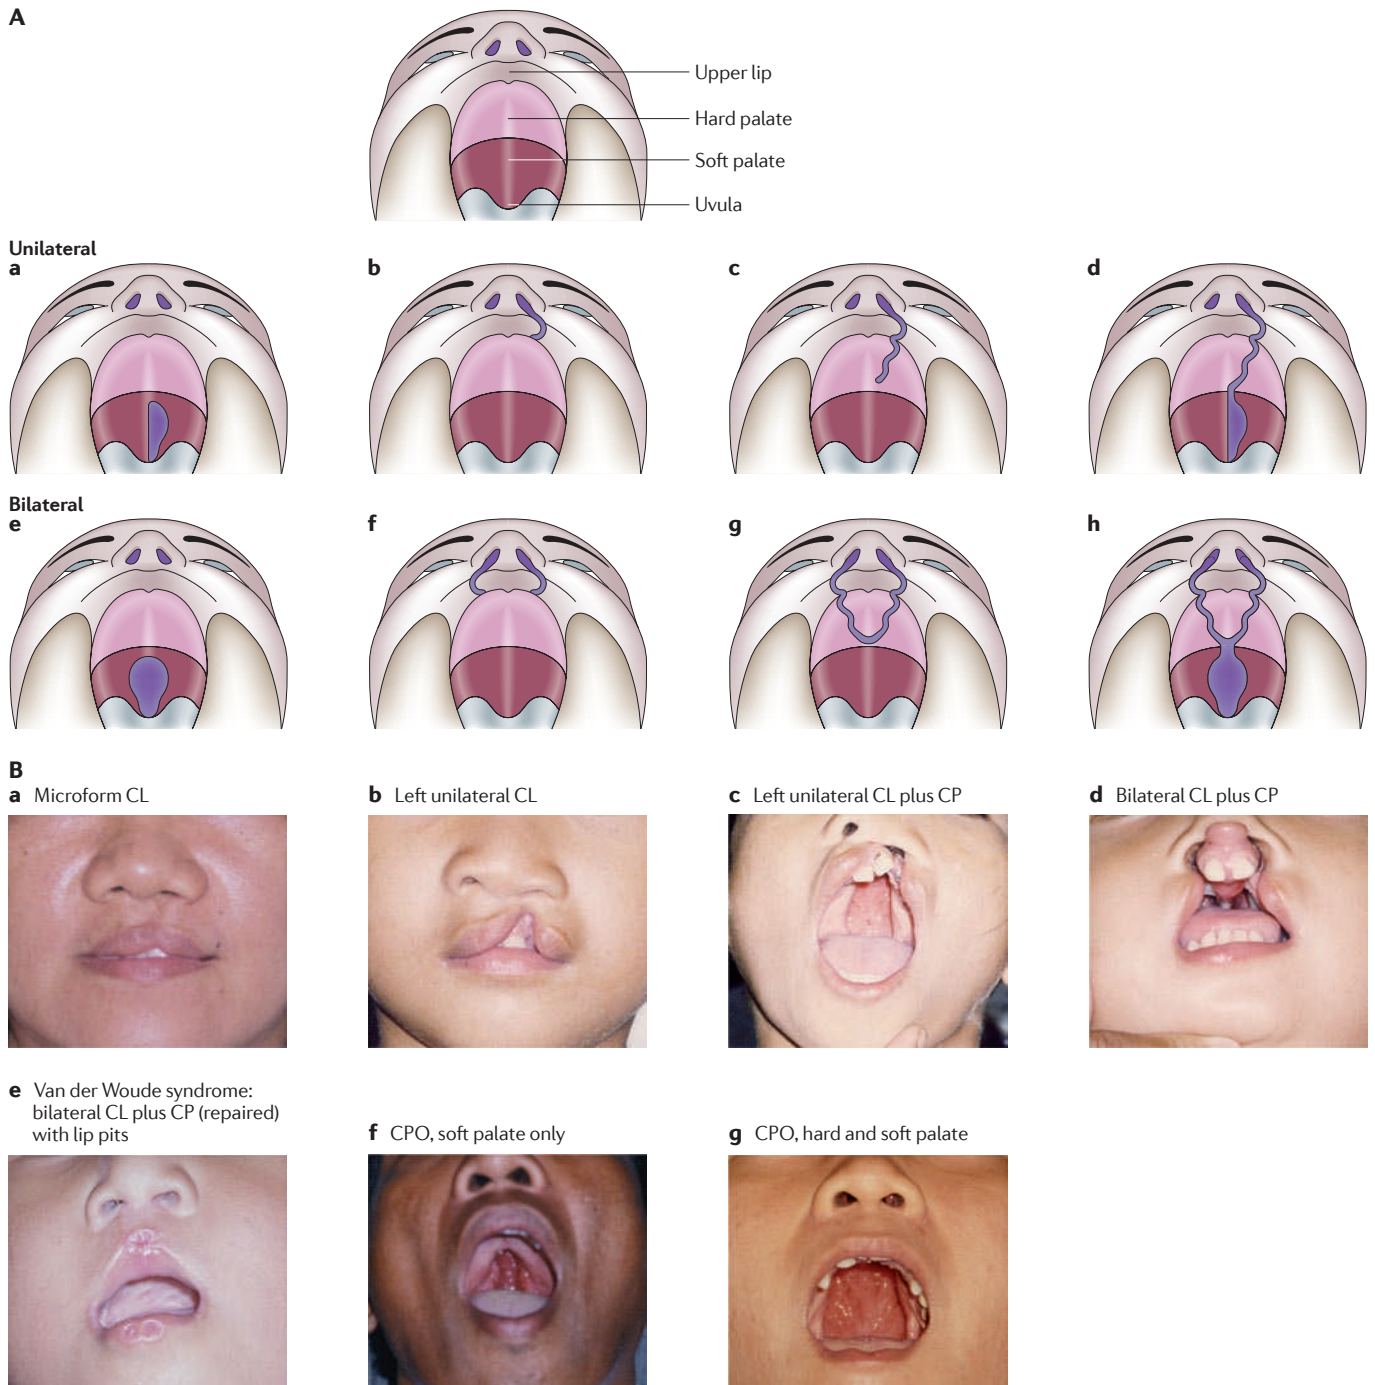 A
Upper lip
Hard palate
Soft palate
Uvula
Unilateral
a
b
c
d
Bilateral
e
f
g
h
B
a Microform CL
b Left unilateral CL
c Left unilateral CL plus CP
d Bilateral CL plus CP
e Van der Woude syndrome:
bilateral CL plus CP (repaired)
with lip pits
f CPO, soft palate only
g CPO, hard and soft palate